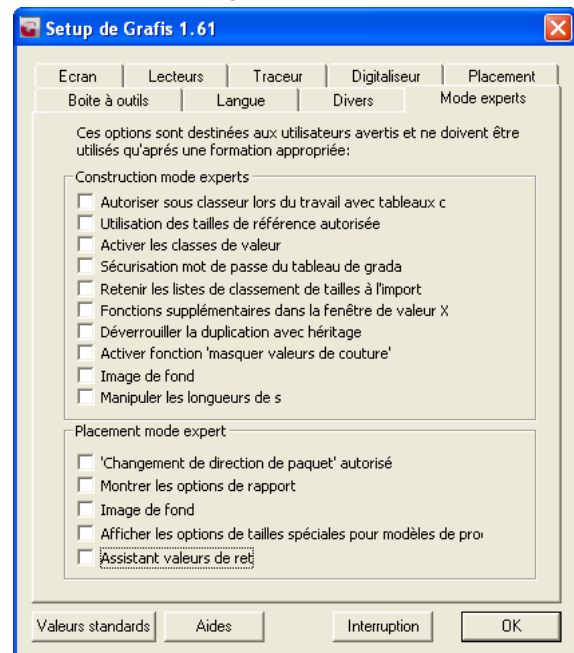 Setup de Grafis 1.61
Ecran Lecteurs Traceur Digitaliseur Placement
Boite à outils Langue Divers Mode experts
Ces options sont destinées aux utilisateurs avertis et ne doivent être
utilisés qu'aprés une formation appropriée:
Construction mode experts
Autoriser sous classeur lors du travail avec tableaux c
Utilisation des tailles de référence autorisée
Activer les classes de valeur
Sécurisation mot de passe du tableau de grada
Retenir les listes de classement de tailles à l'import
Fonctions supplémentaires dans la fenêtre de valeur X
Déverrouiller la duplication avec héritage
Activer fonction 'masquer valeurs de couture'
Image de fond
Manipuler les longueurs de s
Placement mode expert
'Changement de direction de paquet' autorisé
Montrer les options de rapport
Image de fond
Afficher les options de tailles spéciales pour modèles de pro
Assistant valeurs de ret
Valeurs standards Aides Interruption OK